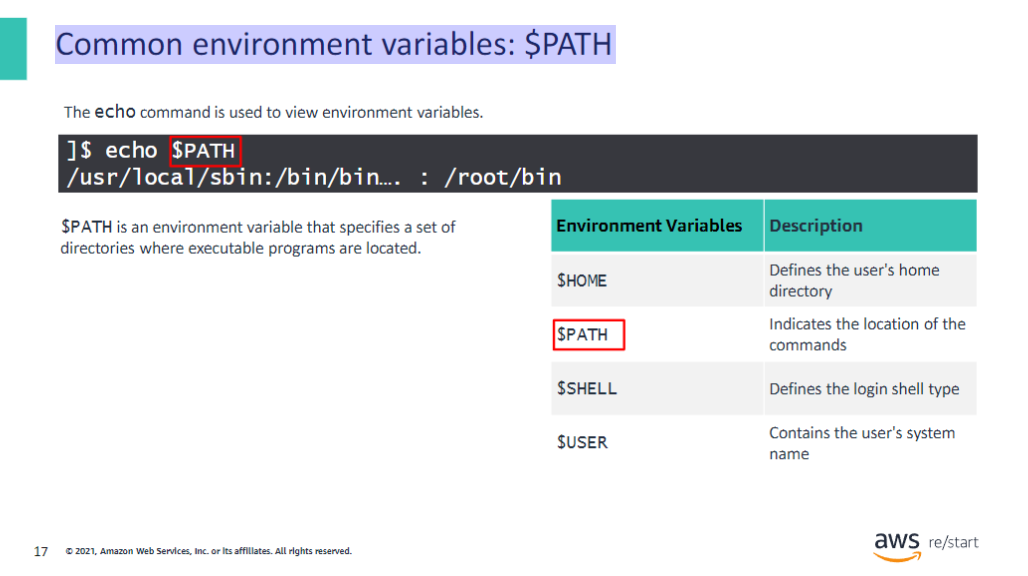 Common environment variables: $PATH
The echo command is used to view environment variables.
]$ echo $PATH
/usr/local/sbin:/bin/bin…. : /root/bin
$PATH is an environment variable that specifies a set of
directories where executable programs are located.
Environment Variables Description
$HOME Defines the user's home
directory
$PATH Indicates the location of the
commands
$SHELL Defines the login shell type
$USER Contains the user's system
name
17 © 2021, Amazon Web Services, Inc. or its affiliates. All rights reserved.
aws re/start